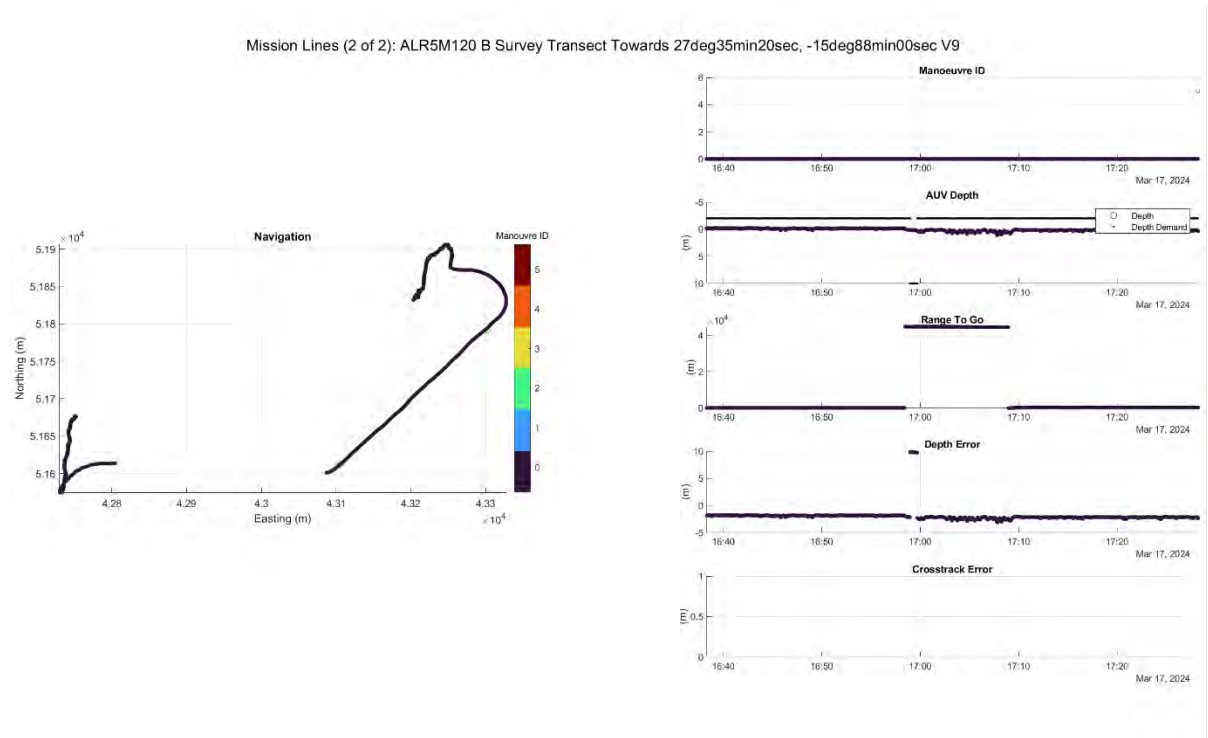 Mission Lines (2 of 2): ALR5M120 B Survey Transect Towards 27deg35min20sec, -15deg88min00sec V9
Navigation
× 10⁴
5.19
5.185
5.18
5.175
5.17
5.165
5.16
Northing (m)
4.28 4.29 4.3 4.31 4.32 4.33
Easting (m)
× 10⁴
Manouvre ID
5
4
3
2
1
0
Manoeuvre ID
6
4
2
0
16:40 16:50 17:00 17:10 17:20
Mar 17, 2024
AUV Depth
-5
0
5
10
(m)
Depth
Depth Demand
16:40 16:50 17:00 17:10 17:20
Mar 17, 2024
Range To Go
× 10⁴
4
2
0
(m)
16:40 16:50 17:00 17:10 17:20
Mar 17, 2024
Depth Error
10
5
0
-5
(m)
16:40 16:50 17:00 17:10 17:20
Mar 17, 2024
Crosstrack Error
1
0.5
0
(m)
16:40 16:50 17:00 17:10 17:20
Mar 17, 2024